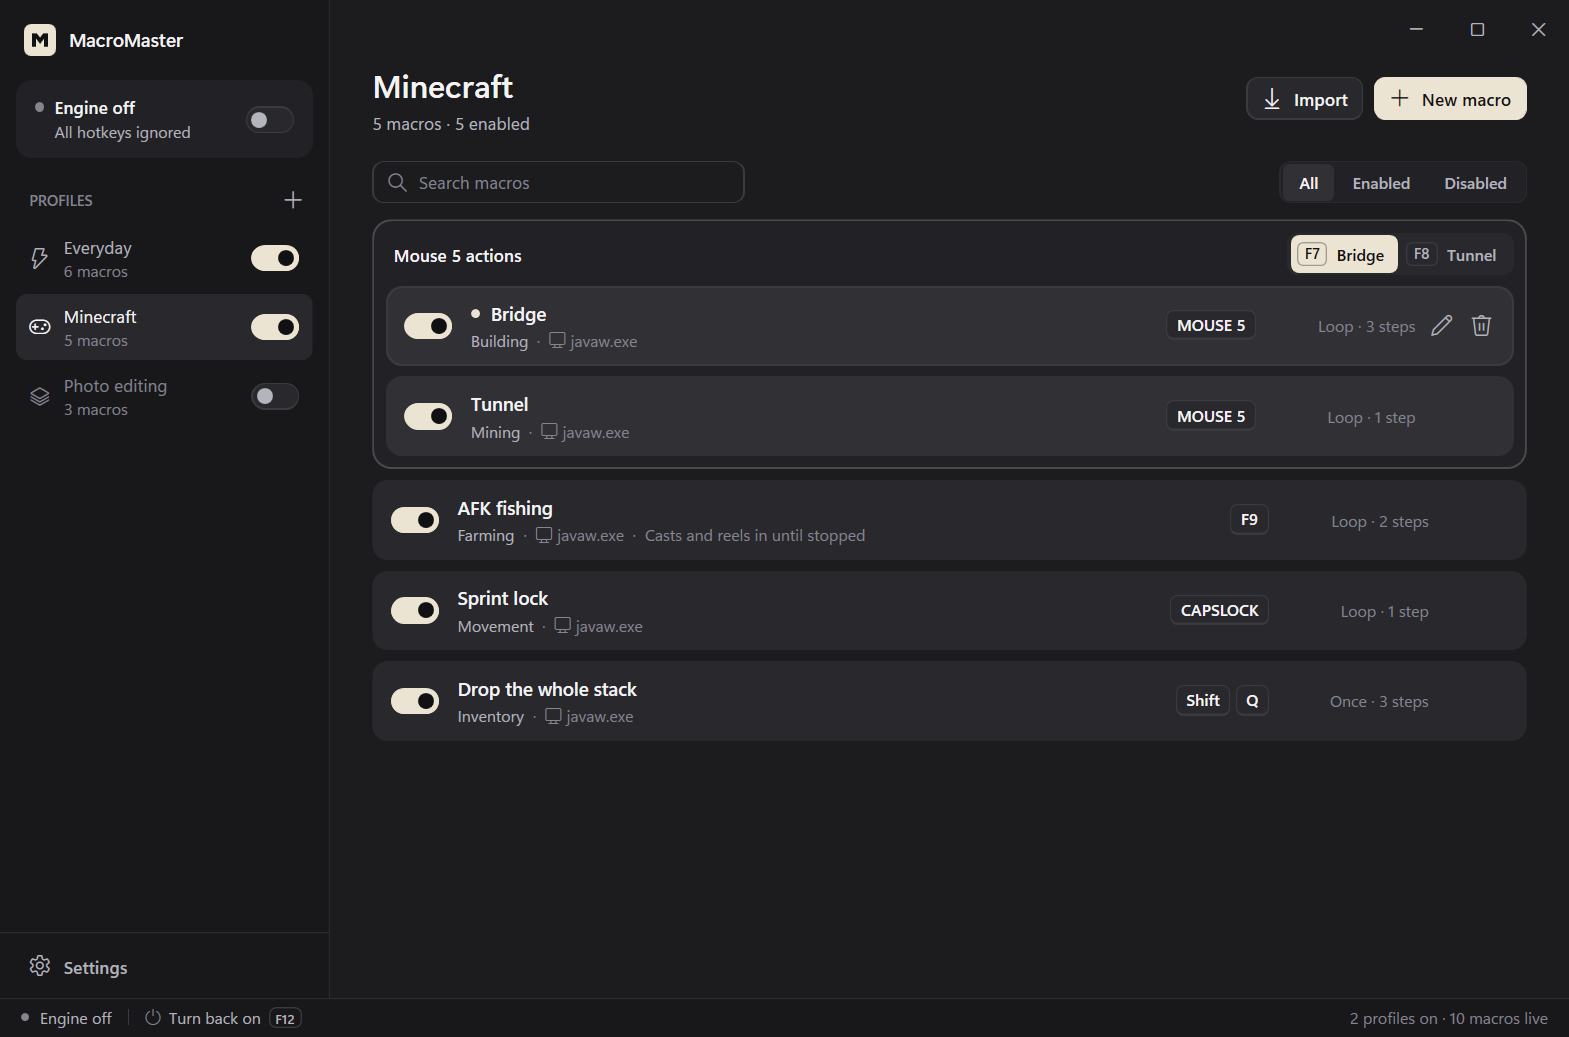 MacroMaster
Engine off
All hotkeys ignored
PROFILES
Everyday
6 macros
Minecraft
5 macros
Photo editing
3 macros
Settings
Minecraft
5 macros · 5 enabled
Import
New macro
Search macros
All Enabled Disabled
Mouse 5 actions
F7 Bridge F8 Tunnel
Bridge
Building · javaw.exe
MOUSE 5
Loop · 3 steps
Tunnel
Mining · javaw.exe
MOUSE 5
Loop · 1 step
AFK fishing
Farming · javaw.exe · Casts and reels in until stopped
F9
Loop · 2 steps
Sprint lock
Movement · javaw.exe
CAPSLOCK
Loop · 1 step
Drop the whole stack
Inventory · javaw.exe
Shift Q
Once · 3 steps
Engine off Turn back on F12
2 profiles on · 10 macros live